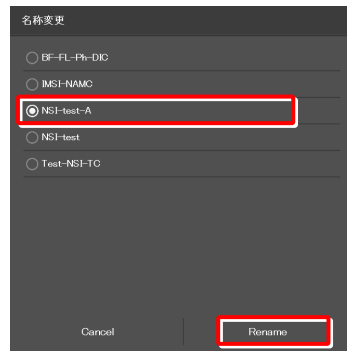 名称変更
BF-FL-Ph-DIC
IMSI-NAMC
NSI-test-A
NSI-test
Test-NSI-TC
Cancel
Rename